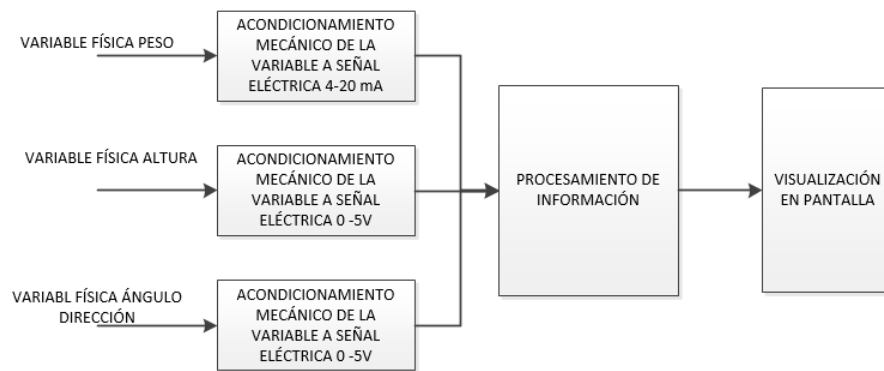 VARIABLE FÍSICA PESO
ACONDICIONAMIENTO
MECÁNICO DE LA
VARIABLE A SEÑAL
ELÉCTRICA 4-20 mA
VARIABLE FÍSICA ALTURA
ACONDICIONAMIENTO
MECÁNICO DE LA
VARIABLE A SEÑAL
ELÉCTRICA 0 -5V
VARIABL FÍSICA ÁNGULO
DIRECCIÓN
ACONDICIONAMIENTO
MECÁNICO DE LA
VARIABLE A SEÑAL
ELÉCTRICA 0 -5V
PROCESAMIENTO DE
INFORMACIÓN
VISUALIZACIÓN
EN PANTALLA